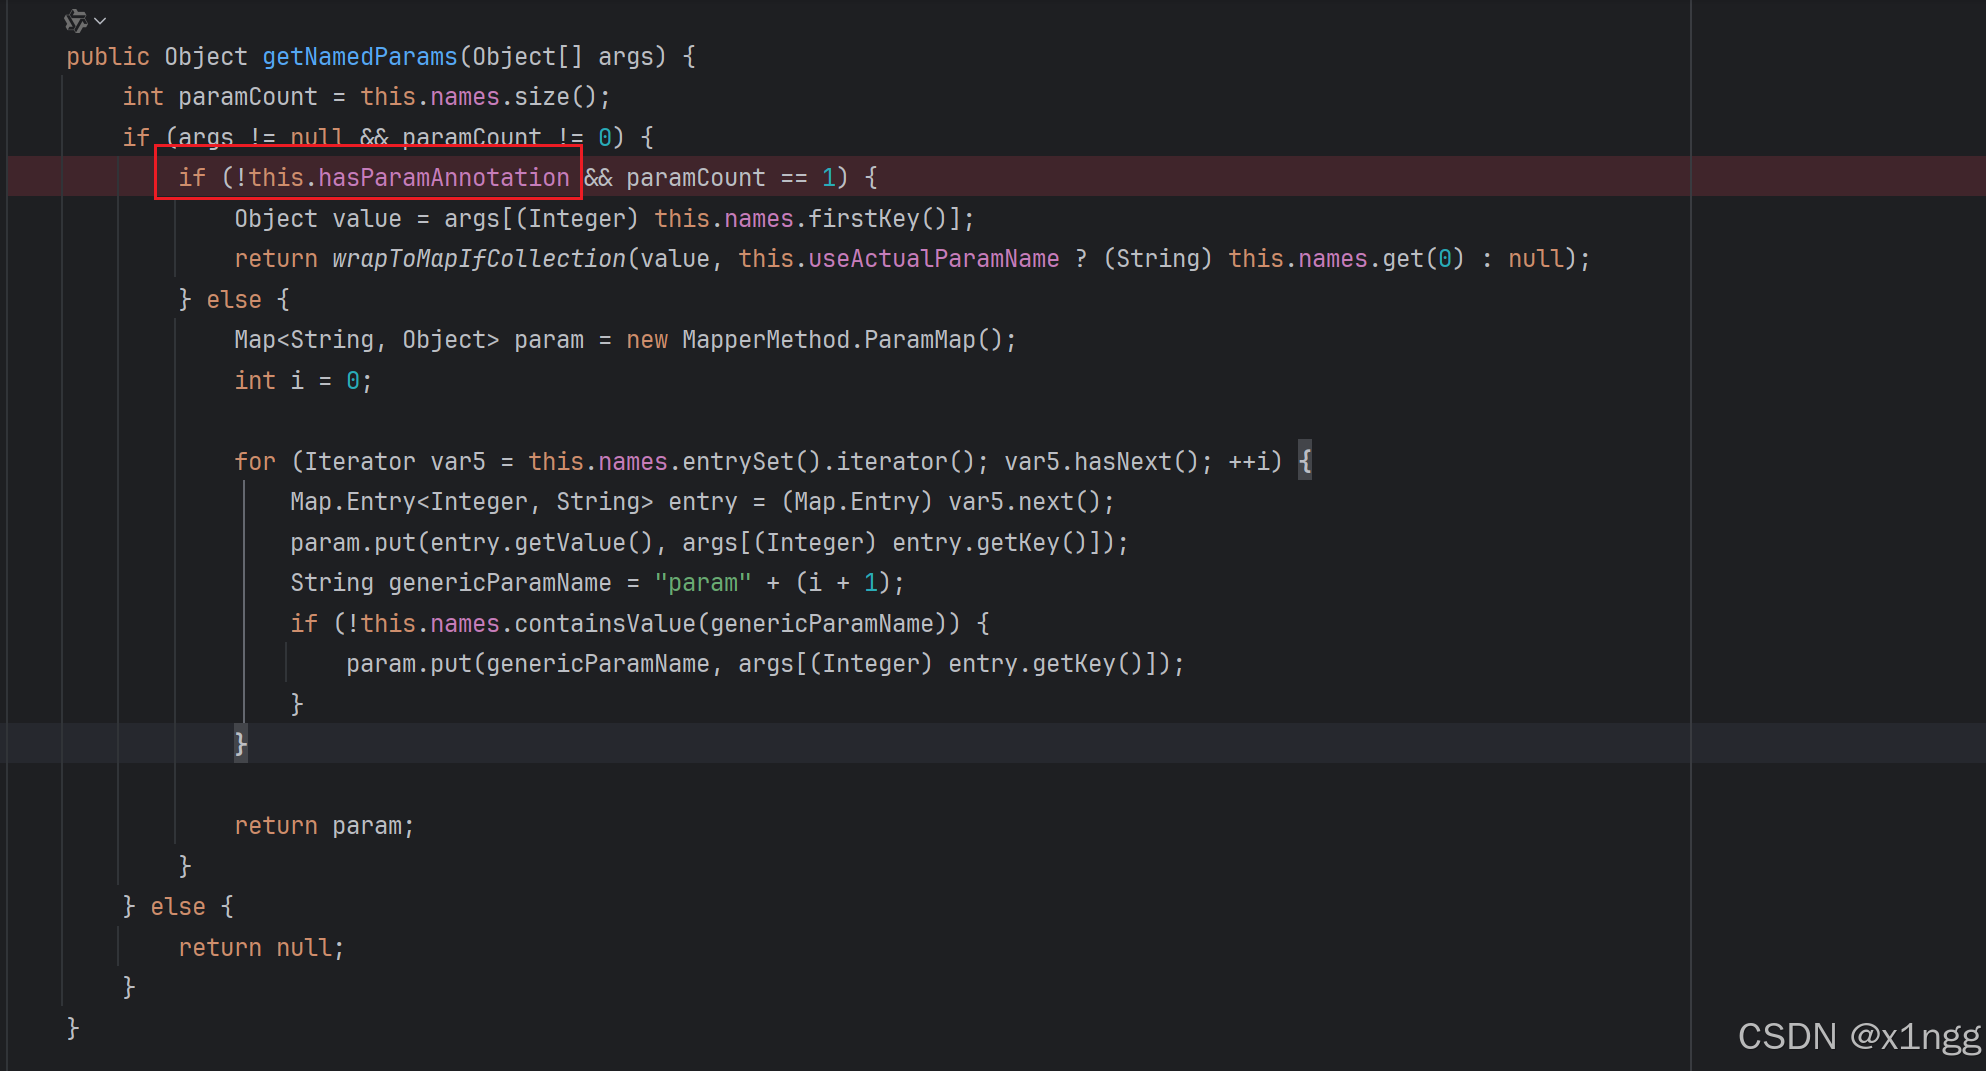 public Object getNamedParams(Object[] args) {
int paramCount = this.names.size();
if (args != null && paramCount != 0) {
if (!this.hasParamAnnotation && paramCount == 1) {
Object value = args[(Integer) this.names.firstKey()];
return wrapToMapIfCollection(value, this.useActualParamName ? (String) this.names.get(0) : null);
} else {
Map<String, Object> param = new MapperMethod.ParamMap();
int i = 0;
for (Iterator var5 = this.names.entrySet().iterator(); var5.hasNext(); ++i) {
Map.Entry<Integer, String> entry = (Map.Entry) var5.next();
param.put(entry.getValue(), args[(Integer) entry.getKey()]);
String genericParamName = "param" + (i + 1);
if (!this.names.containsValue(genericParamName)) {
param.put(genericParamName, args[(Integer) entry.getKey()]);
}
}
return param;
}
} else {
return null;
}
}
CSDN @x1ngg